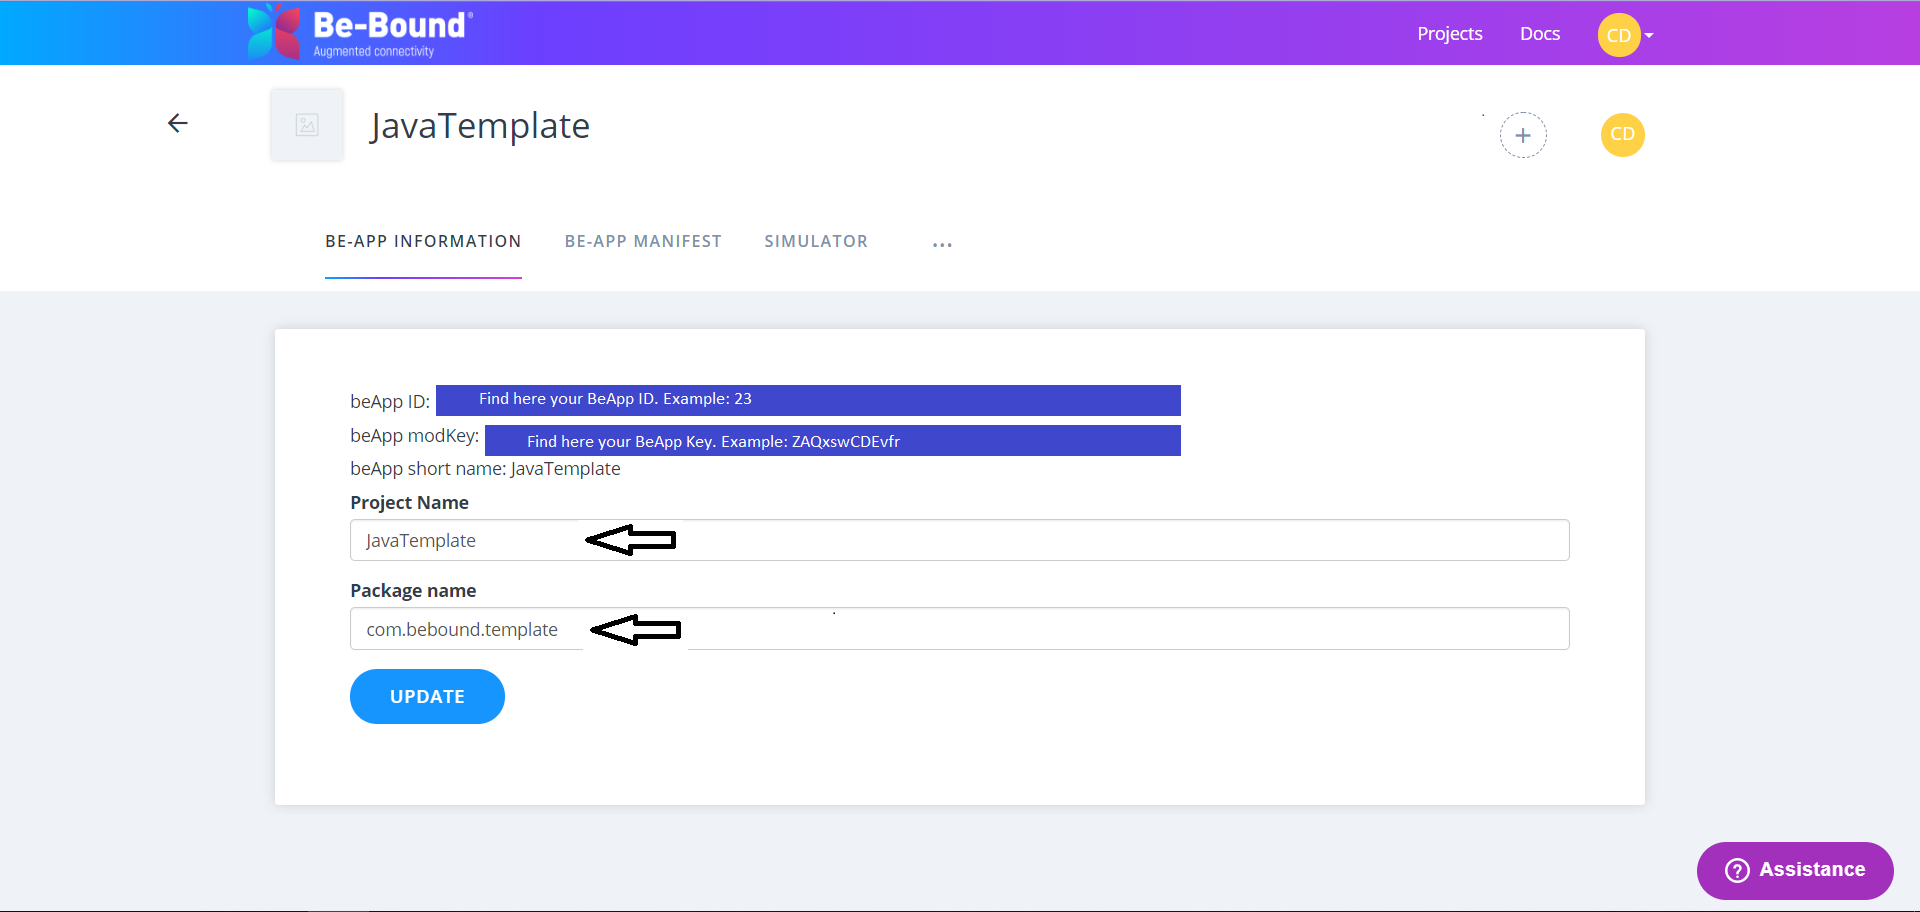 Be-Bound®
Augmented connectivity
Projects
Docs
CD
JavaTemplate
CD
BE-APP INFORMATION
BE-APP MANIFEST
SIMULATOR
...
beApp ID: Find here your BeApp ID. Example: 23
beApp modKey: Find here your BeApp Key. Example: ZAQxswCDEvfr
beApp short name: JavaTemplate
Project Name
JavaTemplate
Package name
com.bebound.template
UPDATE
Assistance